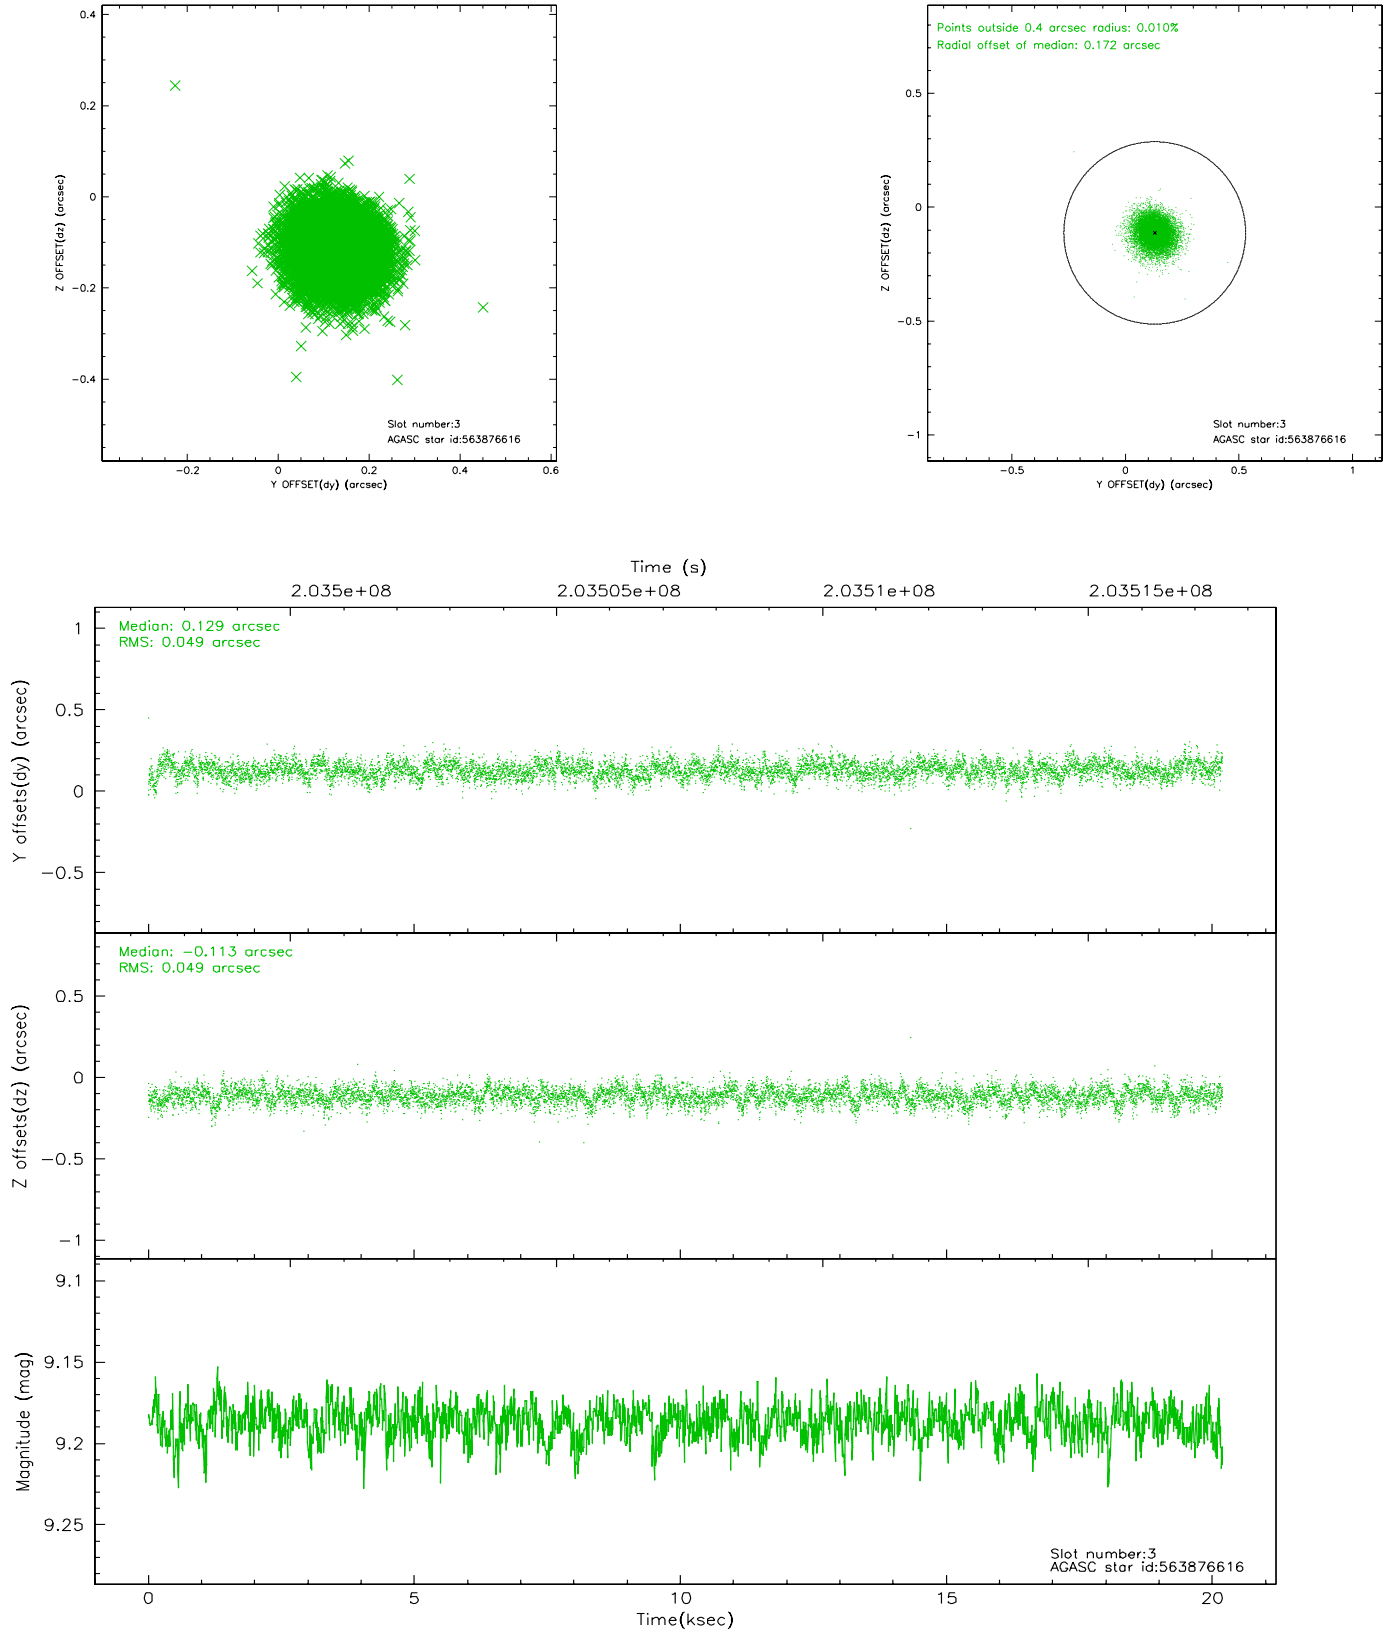 0.4
0.2
0
-0.2
-0.4
Z OFFSET(dz) (arcsec)
Slot number:3
AGASC star id:563876616
-0.2 0 0.2 0.4 0.6
Y OFFSET(dy) (arcsec)
Points outside 0.4 arcsec radius: 0.010%
Radial offset of median: 0.172 arcsec
0.5
0
-0.5
-1
Z OFFSET(dz) (arcsec)
Slot number:3
AGASC star id:563876616
-0.5 0 0.5 1
Y OFFSET(dy) (arcsec)
Time (s)
2.035e+08 2.03505e+08 2.0351e+08 2.03515e+08
Median: 0.129 arcsec
RMS: 0.049 arcsec
1
0.5
0
-0.5
Y offsets(dy) (arcsec)
Median: -0.113 arcsec
RMS: 0.049 arcsec
0.5
0
-0.5
-1
Z offsets(dz) (arcsec)
9.1
9.15
9.2
9.25
Magnitude (mag)
Slot number:3
AGASC star id:563876616
0 5 10 15 20
Time(ksec)